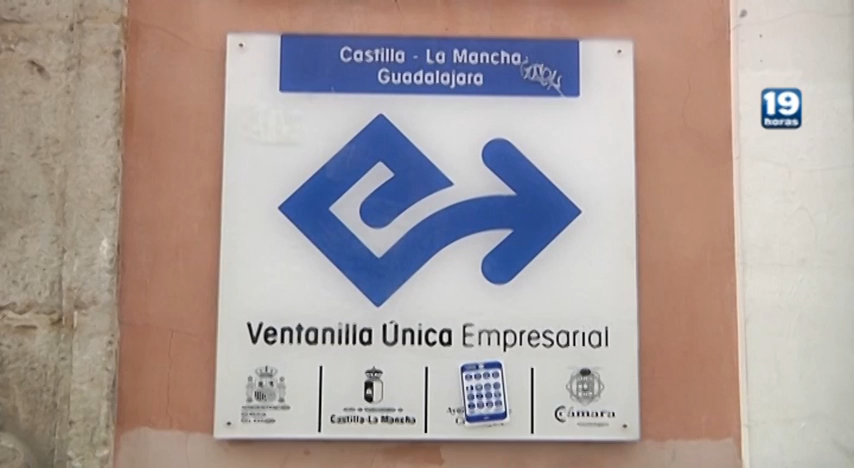 Castilla - La Mancha
Guadalajara
19
horas
Ventanilla Única Empresarial
Castilla-La Mancha
Cámara